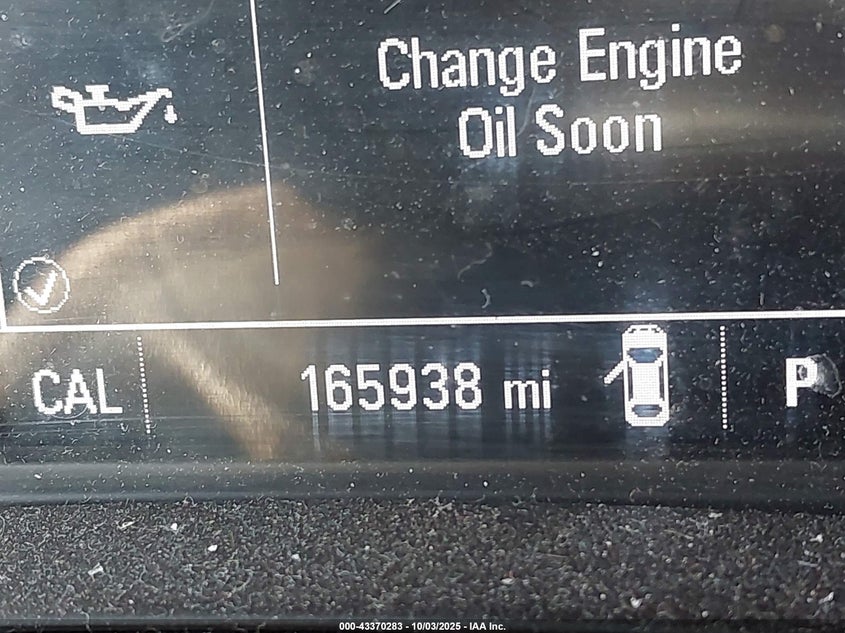 Change Engine
Oil Soon
CAL 165938 mi P
000-43370283 - 10/03/2025 - IAA Inc.